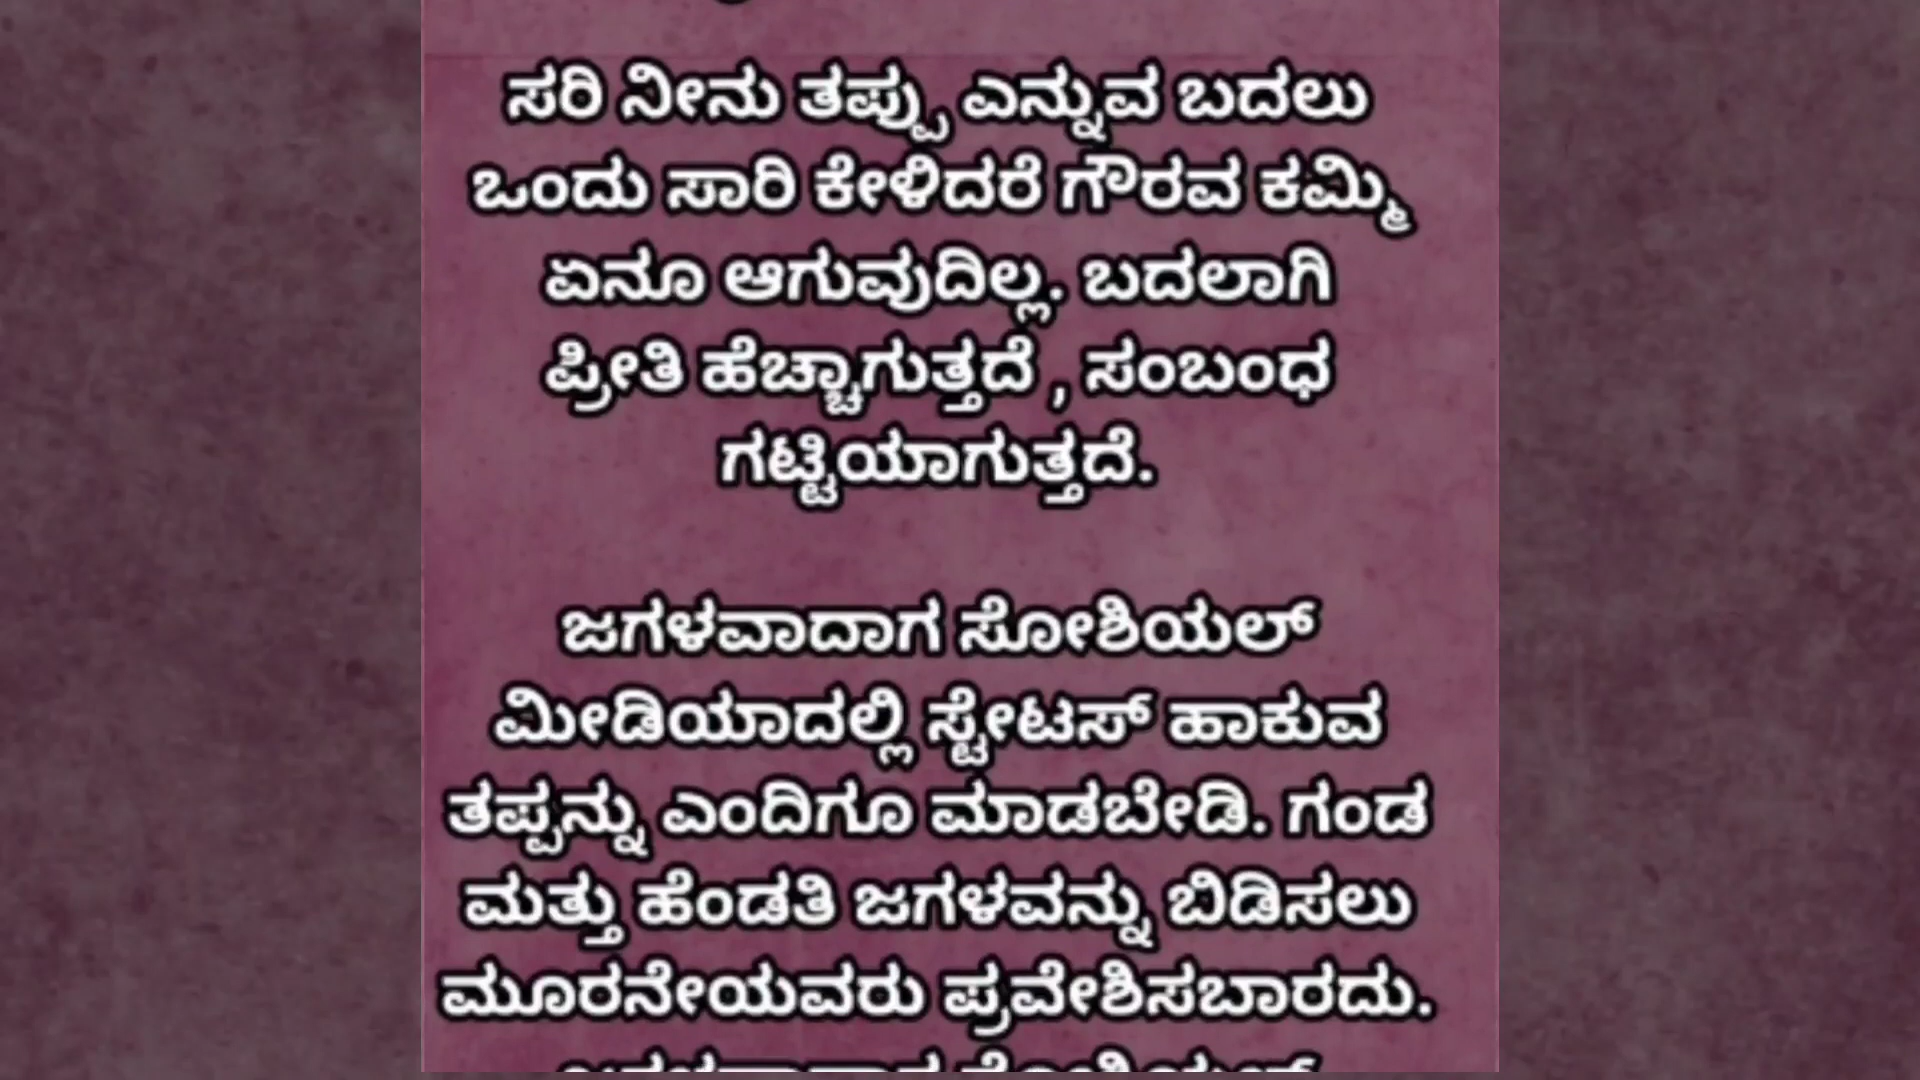 ಸರಿ ನೀನು ತಪ್ಪು ಎನ್ನುವ ಬದಲು
ಒಂದು ಸಾರಿ ಕೇಳಿದರೆ ಗೌರವ ಕಮ್ಮಿ
ಏನೂ ಆಗುವುದಿಲ್ಲ. ಬದಲಾಗಿ
ಪ್ರೀತಿ ಹೆಚ್ಚಾಗುತ್ತದೆ , ಸಂಬಂಧ
ಗಟ್ಟಿಯಾಗುತ್ತದೆ.
ಜಗಳವಾದಾಗ ಸೋಶಿಯಲ್
ಮೀಡಿಯಾದಲ್ಲಿ ಸ್ಟೇಟಸ್ ಹಾಕುವ
ತಪ್ಪನ್ನು ಎಂದಿಗೂ ಮಾಡಬೇಡಿ. ಗಂಡ
ಮತ್ತು ಹೆಂಡತಿ ಜಗಳವನ್ನು ಬಿಡಿಸಲು
ಮೂರನೇಯವರು ಪ್ರವೇಶಿಸಬಾರದು.